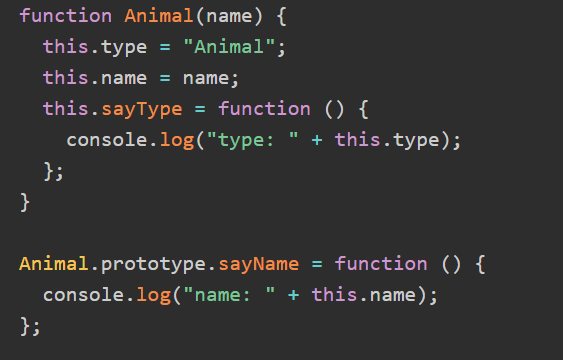 function Animal(name) {
  this.type = "Animal";
  this.name = name;
  this.sayType = function () {
    console.log("type: " + this.type);
  };
}

Animal.prototype.sayName = function () {
  console.log("name: " + this.name);
};